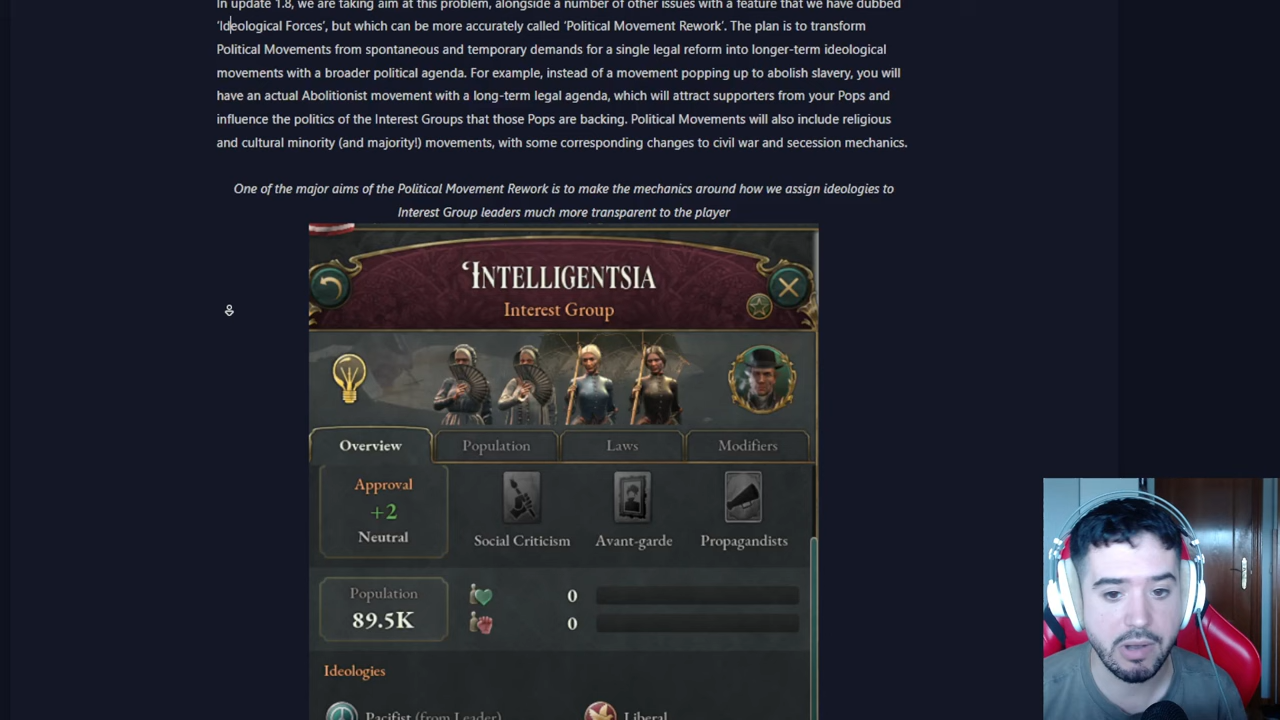 In update 1.8, we are taking aim at this problem, alongside a number of other issues with a feature that we have dubbed
'Ideological Forces', but which can be more accurately called 'Political Movement Rework'. The plan is to transform
Political Movements from spontaneous and temporary demands for a single legal reform into longer-term ideological
movements with a broader political agenda. For example, instead of a movement popping up to abolish slavery, you will
have an actual Abolitionist movement with a long-term legal agenda, which will attract supporters from your Pops and
influence the politics of the Interest Groups that those Pops are backing. Political Movements will also include religious
and cultural minority (and majority!) movements, with some corresponding changes to civil war and secession mechanics.
One of the major aims of the Political Movement Rework is to make the mechanics around how we assign ideologies to
Interest Group leaders much more transparent to the player
INTELLIGENTSIA
Interest Group
Overview Population Laws Modifiers
Approval
+2
Neutral
Social Criticism Avant-garde Propagandists
Population
89.5K
0
0
Ideologies
Pacifist (from Leader) Liberal